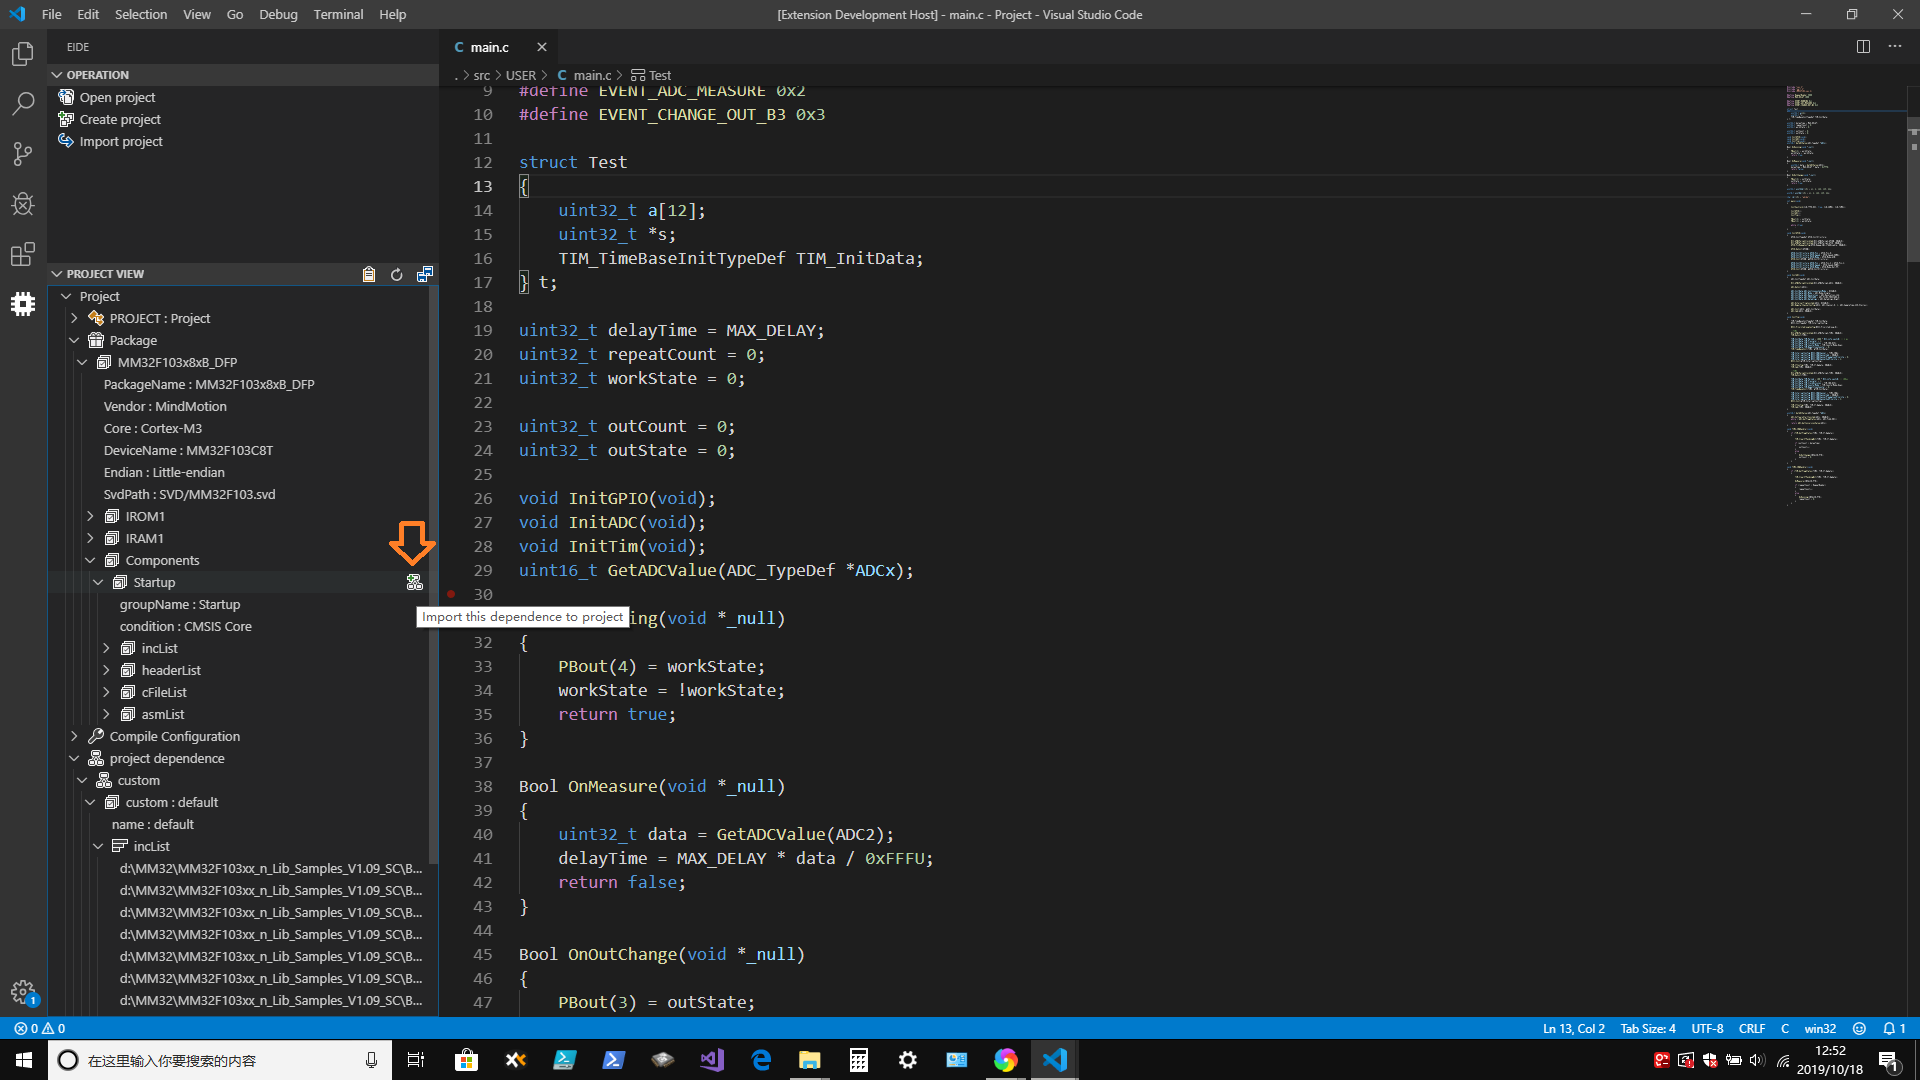 File Edit Selection View Go Debug Terminal Help
[Extension Development Host] - main.c - Project - Visual Studio Code
EIDE
OPERATION
Open project
Create project
Import project
PROJECT VIEW
Project
PROJECT : Project
Package
MM32F103x8xB_DFP
PackageName : MM32F103x8xB_DFP
Vendor : MindMotion
Core : Cortex-M3
DeviceName : MM32F103C8T
Endian : Little-endian
SvdPath : SVD/MM32F103.svd
IROM1
IRAM1
Components
Startup
groupName : Startup
condition : CMSIS Core
incList
headerList
cFileList
asmList
Compile Configuration
project dependence
custom
custom : default
name : default
incList
d:\MM32\MM32F103xx_n_Lib_Samples_V1.09_SC\B...
d:\MM32\MM32F103xx_n_Lib_Samples_V1.09_SC\B...
d:\MM32\MM32F103xx_n_Lib_Samples_V1.09_SC\B...
d:\MM32\MM32F103xx_n_Lib_Samples_V1.09_SC\B...
d:\MM32\MM32F103xx_n_Lib_Samples_V1.09_SC\B...
d:\MM32\MM32F103xx_n_Lib_Samples_V1.09_SC\B...
d:\MM32\MM32F103xx_n_Lib_Samples_V1.09_SC\B...
1
Import this dependence to project
C main.c
. > src > USER > C main.c > Test
9 #define EVENT_ADC_MEASURE 0x2
10 #define EVENT_CHANGE_OUT_B3 0x3
11
12 struct Test
13 {
14 uint32_t a[12];
15 uint32_t *s;
16 TIM_TimeBaseInitTypeDef TIM_InitData;
17 } t;
18
19 uint32_t delayTime = MAX_DELAY;
20 uint32_t repeatCount = 0;
21 uint32_t workState = 0;
22
23 uint32_t outCount = 0;
24 uint32_t outState = 0;
25
26 void InitGPIO(void);
27 void InitADC(void);
28 void InitTim(void);
29 uint16_t GetADCValue(ADC_TypeDef *ADCx);
30
ing(void *_null)
32 {
33 PBout(4) = workState;
34 workState = !workState;
35 return true;
36 }
37
38 Bool OnMeasure(void *_null)
39 {
40 uint32_t data = GetADCValue(ADC2);
41 delayTime = MAX_DELAY * data / 0xFFFU;
42 return false;
43 }
44
45 Bool OnOutChange(void *_null)
46 {
47 PBout(3) = outState;
0 0
Ln 13, Col 2 Tab Size: 4 UTF-8 CRLF C win32 1
在这里输入你要搜索的内容
12:52
2019/10/18
1